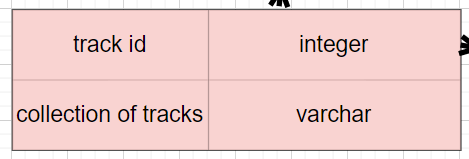 track id integer
collection of tracks varchar